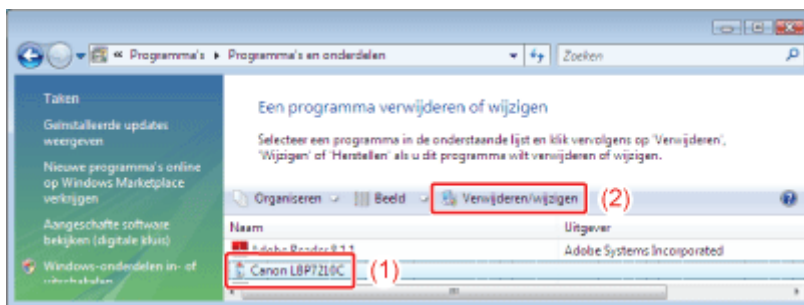 « Programma's ▸ Programma's en onderdelen
Zoeken
Taken
Geïnstalleerde updates
weergeven
Nieuwe programma's online
op Windows Marketplace
verkrijgen
Aangeschafte software
bekijken (digitale kluis)
Windows-onderdelen in- of
uitschakelen
Een programma verwijderen of wijzigen
Selecteer een programma in de onderstaande lijst en klik vervolgens op 'Verwijderen',
'Wijzigen' of 'Herstellen' als u dit programma wilt verwijderen of wijzigen.
Organiseren Beeld Verwijderen/wijzigen (2)
Naam Uitgever
Adobe Reader 8.1.1 Adobe Systems Incorporated
Canon LBP7210C (1)